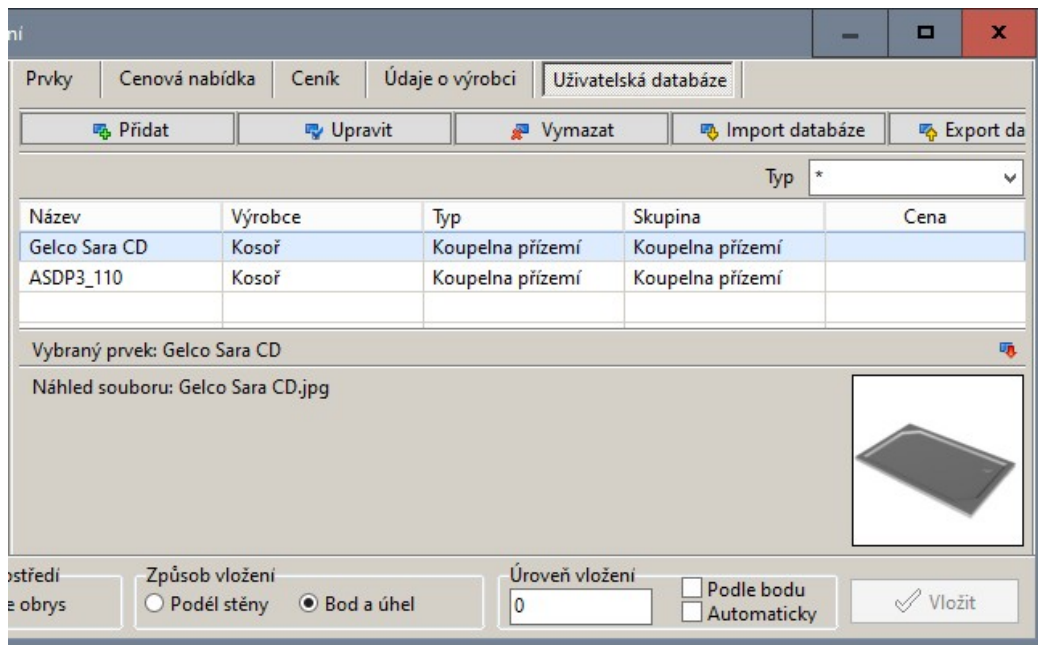 ní
Prvky Cenová nabídka Ceník Údaje o výrobci Uživatelská databáze
Přidat Upravit Vymazat Import databáze Export da
Typ *
Název Výrobce Typ Skupina Cena
Gelco Sara CD Kosoř Koupelna přízemí Koupelna přízemí
ASDP3_110 Kosoř Koupelna přízemí Koupelna přízemí
Vybraný prvek: Gelco Sara CD
Náhled souboru: Gelco Sara CD.jpg
ostředí Způsob vložení Úroveň vložení Podle bodu
e obrys Podél stěny Bod a úhel 0 Automaticky Vložit